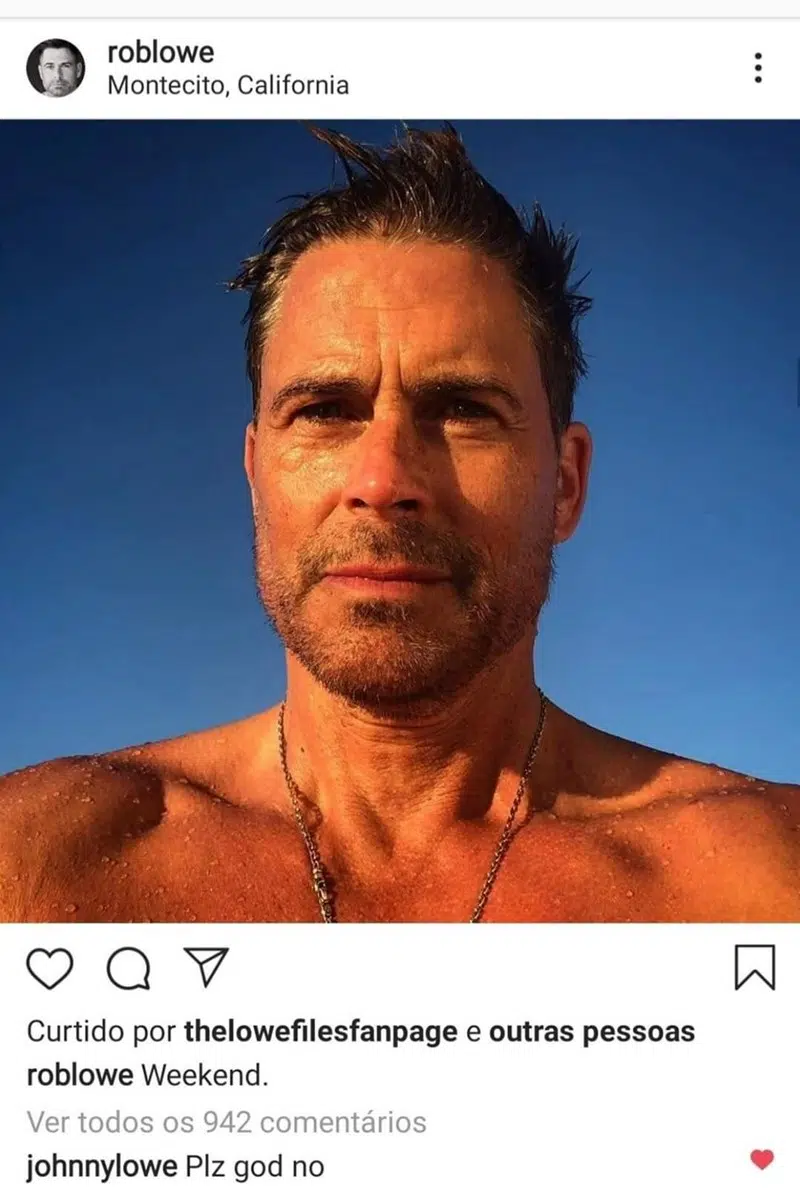 roblowe
Montecito, California
Curtido por thelowefilesfanpage e outras pessoas
roblowe Weekend.
Ver todos os 942 comentários
johnnylowe Plz god no